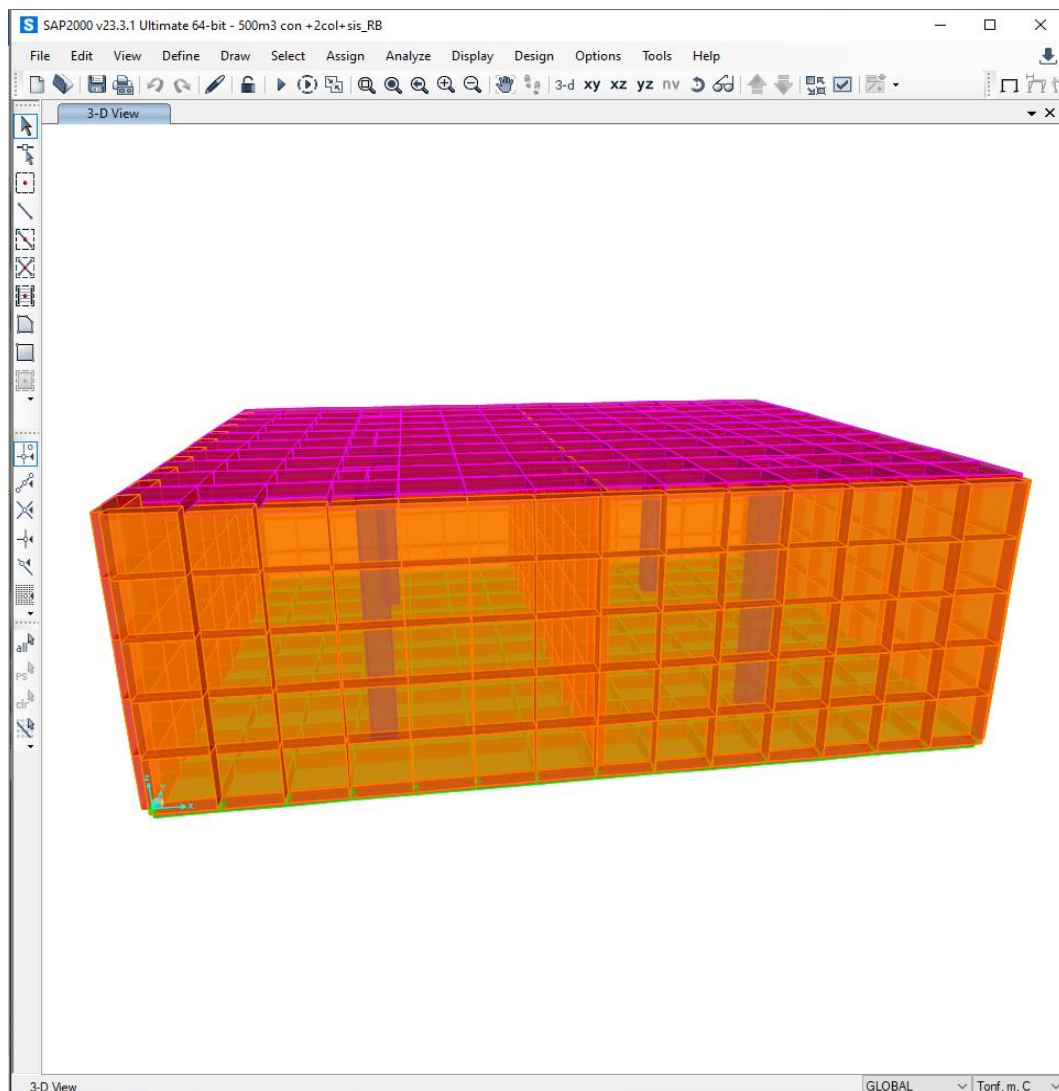 SAP2000 v23.3.1 Ultimate 64-bit - 500m3 con +2col+sis_RB
File Edit View Define Draw Select Assign Analyze Display Design Options Tools Help
3-d xy xz yz nv
3-D View
all
PS
clr
Z Y X
3-D View GLOBAL Tonf, m, C